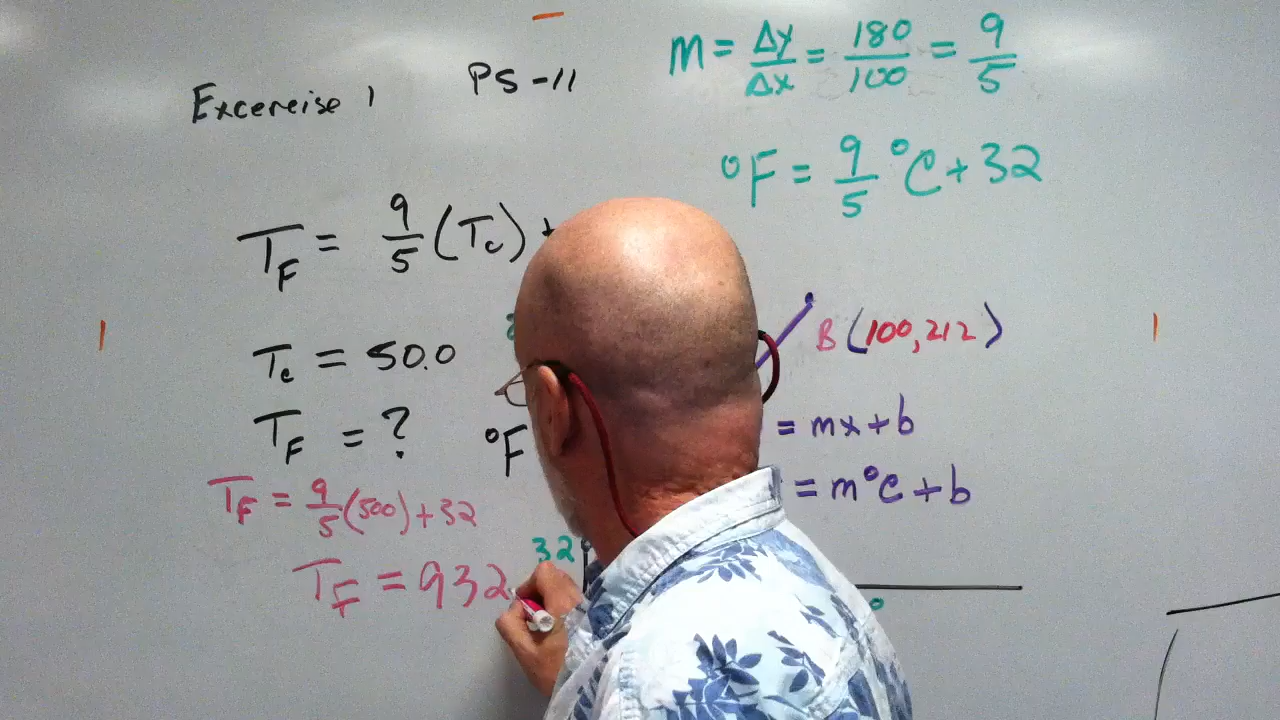 Excercise 1
PS-11
T_F = 9/5 (T_c) +
T_c = 50.0
T_F = ?
T_F = 9/5 (500) + 32
T_F = 932
m = Δy/Δx = 180/100 = 9/5
°F = 9/5 °C + 32
B (100, 212)
°F
= mx + b
= m°C + b
32